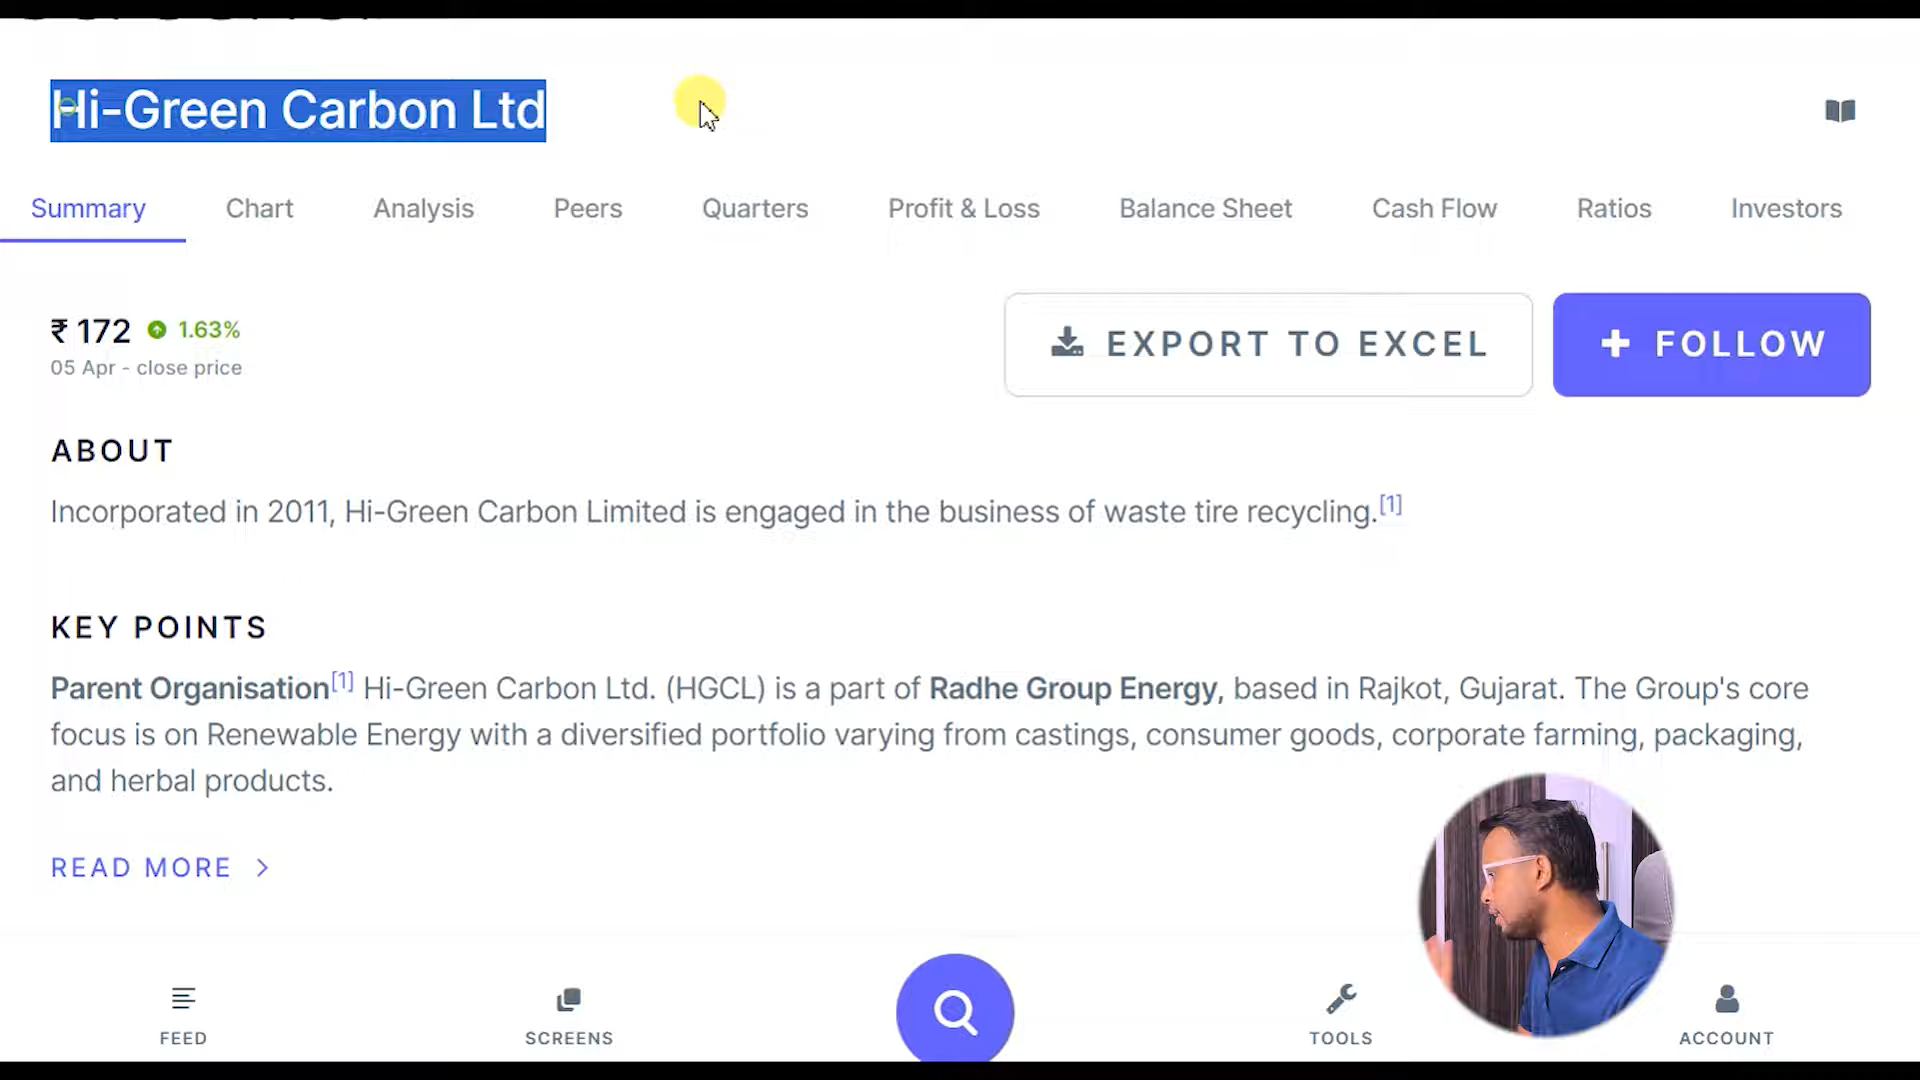 Hi-Green Carbon Ltd
Summary Chart Analysis Peers Quarters Profit & Loss Balance Sheet Cash Flow Ratios Investors
₹ 172 1.63%
05 Apr - close price
EXPORT TO EXCEL
+ FOLLOW
ABOUT
Incorporated in 2011, Hi-Green Carbon Limited is engaged in the business of waste tire recycling.[1]
KEY POINTS
Parent Organisation[1] Hi-Green Carbon Ltd. (HGCL) is a part of Radhe Group Energy, based in Rajkot, Gujarat. The Group's core
focus is on Renewable Energy with a diversified portfolio varying from castings, consumer goods, corporate farming, packaging,
and herbal products.
READ MORE >
FEED SCREENS TOOLS ACCOUNT